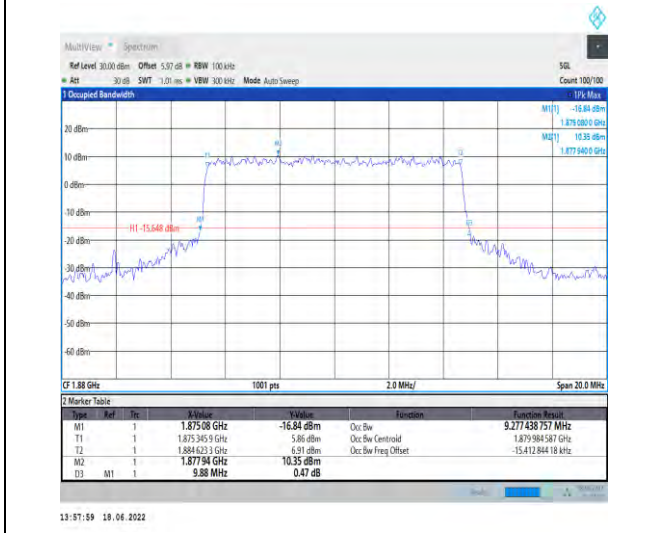 MultiView Spectrum
Ref Level 30.00 dBm Offset 5.97 dB RBW 100 kHz SGL
Att 30 dB SWT 1.01 ms VBW 300 kHz Mode Auto Sweep Count 100/100
1 Occupied Bandwidth 1Pk Max
M1[1] -16.84 dBm
1.875 080 0 GHz
M2[1] 10.35 dBm
1.877 940 0 GHz
20 dBm
M2
T1
T2
10 dBm
0 dBm
-10 dBm
M1
D3
H1 -15.648 dBm
-20 dBm
-30 dBm
-40 dBm
-50 dBm
-60 dBm
CF 1.88 GHz 1001 pts 2.0 MHz/ Span 20.0 MHz
2 Marker Table
Type Ref Trc X-Value Y-Value Function Function Result
M1 1 1.875 08 GHz -16.84 dBm Occ Bw 9.277 438 757 MHz
T1 1 1.875 345 9 GHz 5.86 dBm Occ Bw Centroid 1.879 984 587 GHz
T2 1 1.884 623 3 GHz 6.91 dBm Occ Bw Freq Offset -15.412 844 18 kHz
M2 1 1.877 94 GHz 10.35 dBm
D3 M1 1 9.88 MHz 0.47 dB
13:57:59 18.06.2022